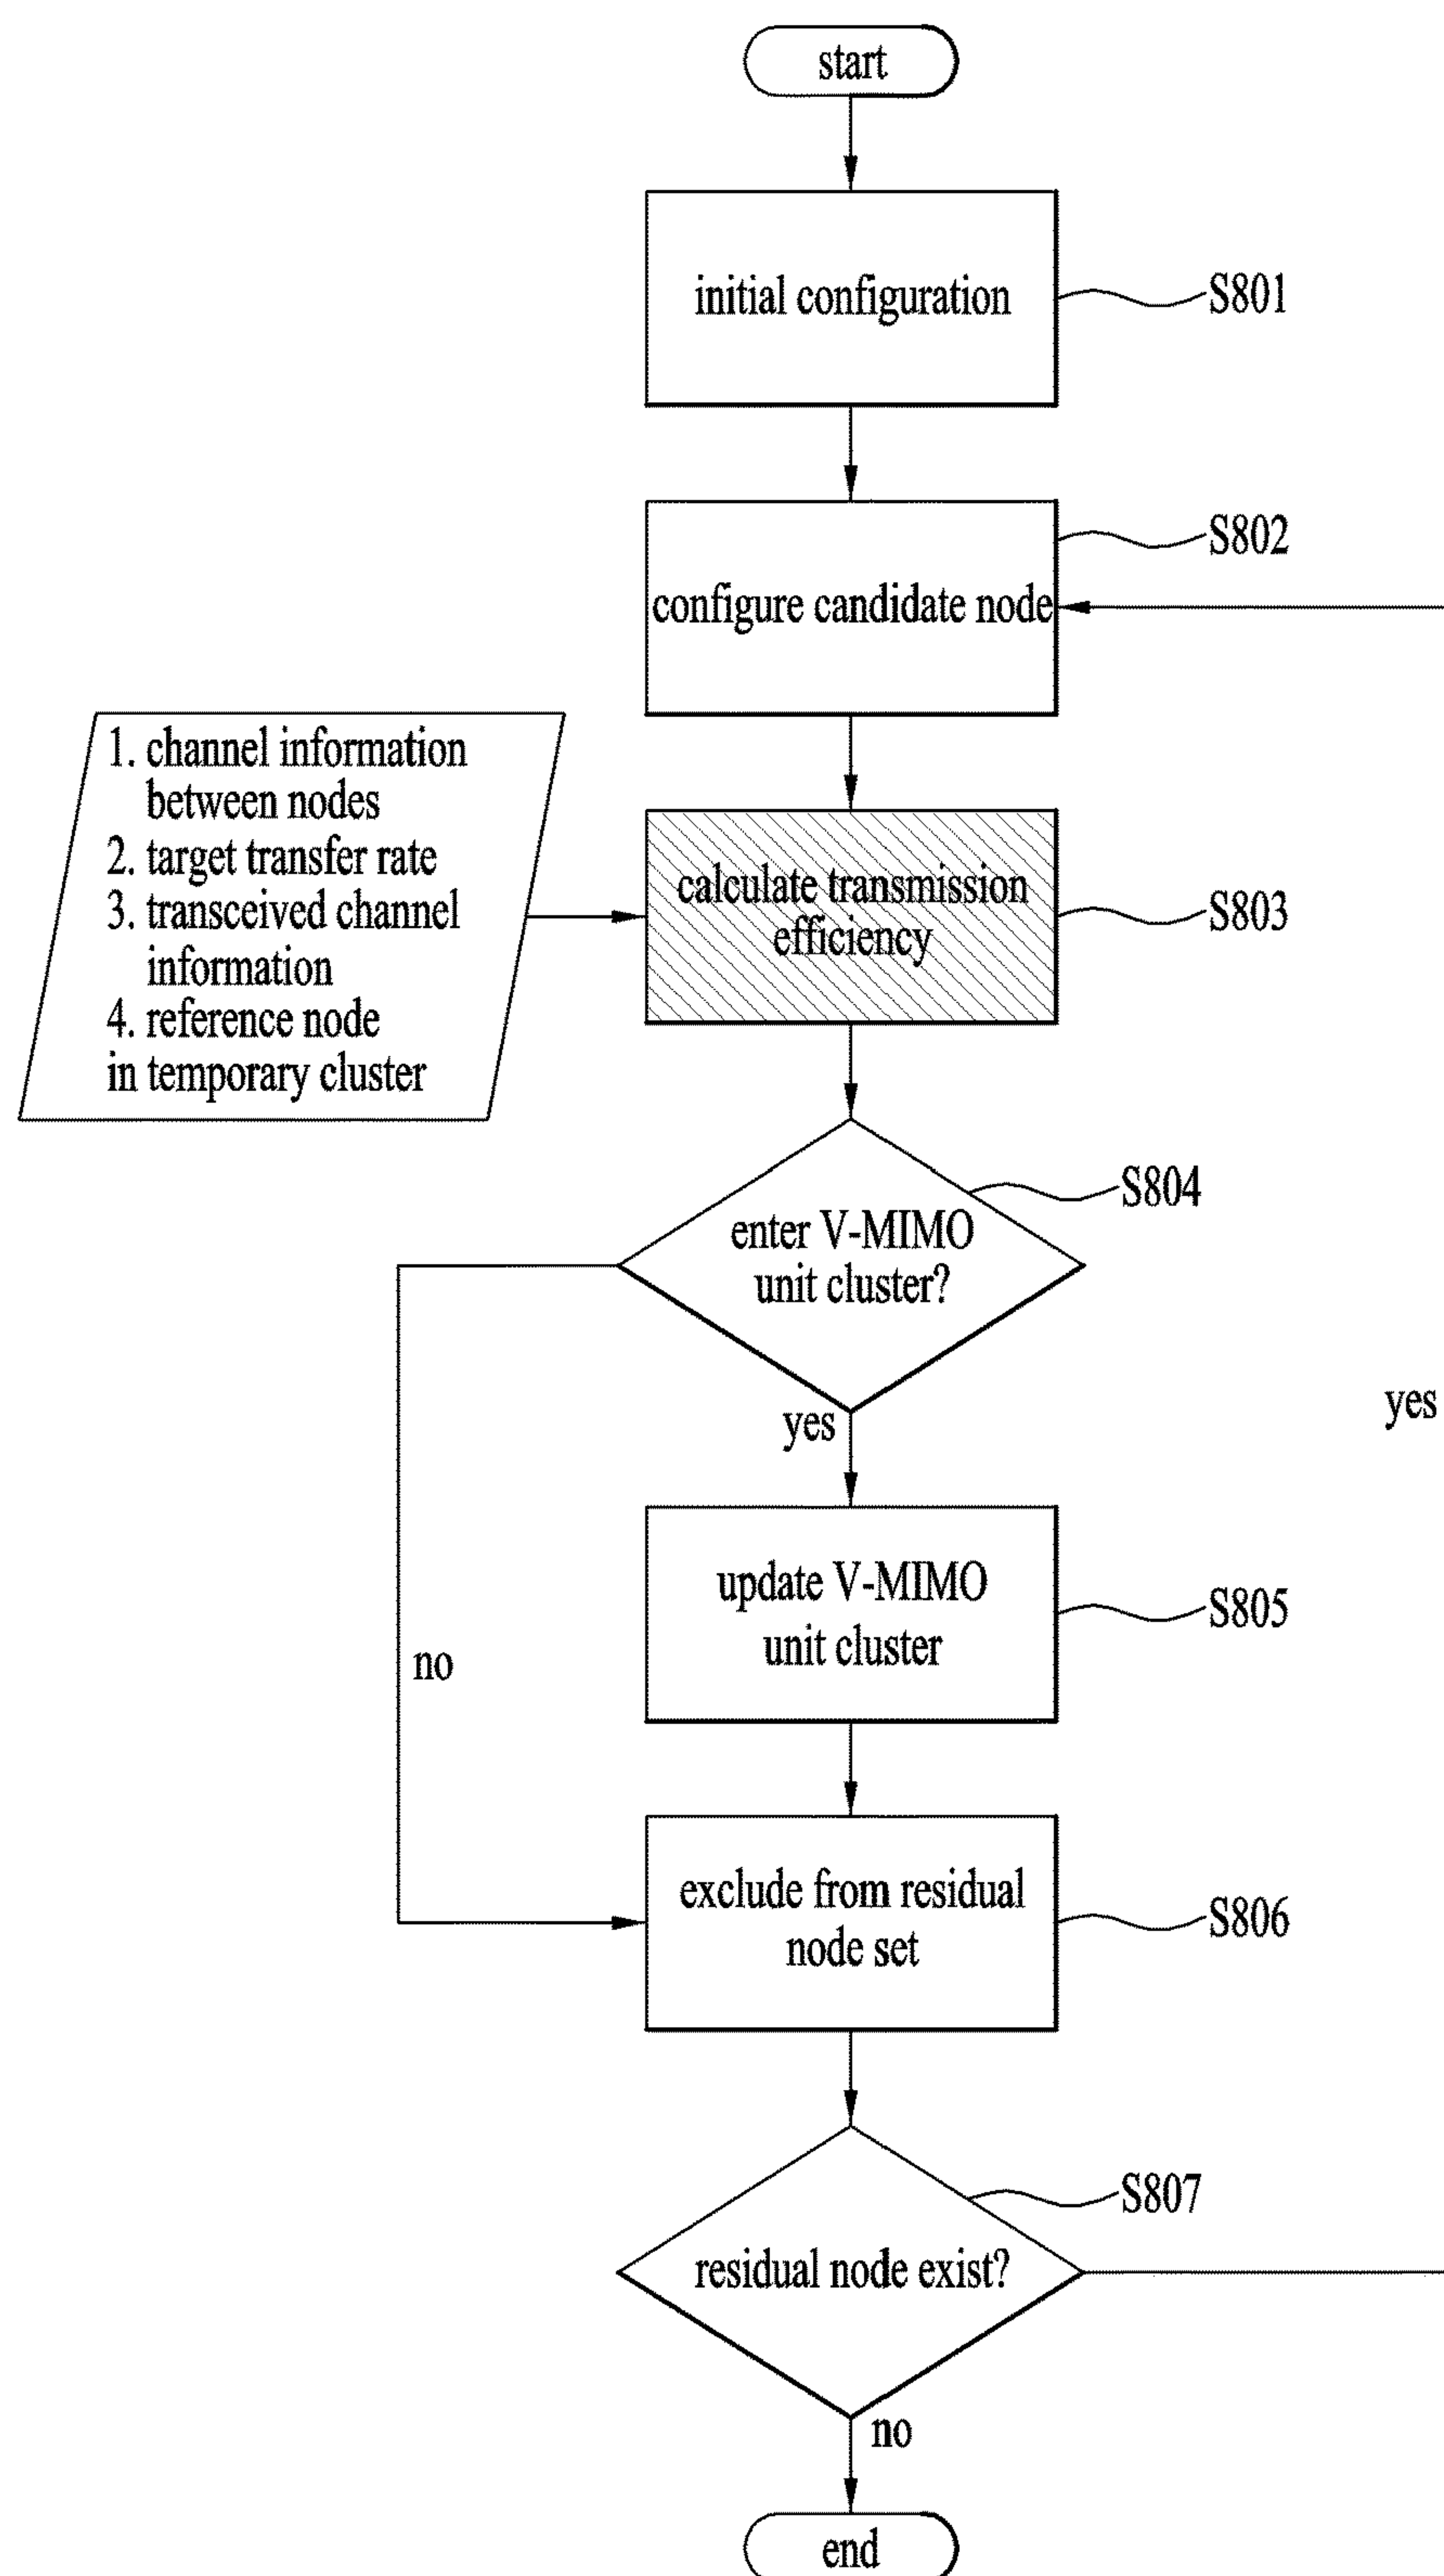 start
initial configuration
S801
configure candidate node
S802
1. channel information
between nodes
2. target transfer rate
3. transceived channel
information
4. reference node
in temporary cluster
calculate transmission
efficiency
S803
enter V-MIMO
unit cluster?
S804
yes
yes
update V-MIMO
unit cluster
S805
no
exclude from residual
node set
S806
residual node exist?
S807
no
end